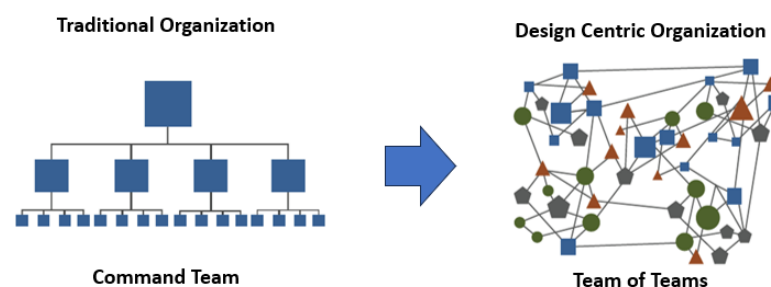 Traditional Organization
Design Centric Organization
Command Team
Team of Teams